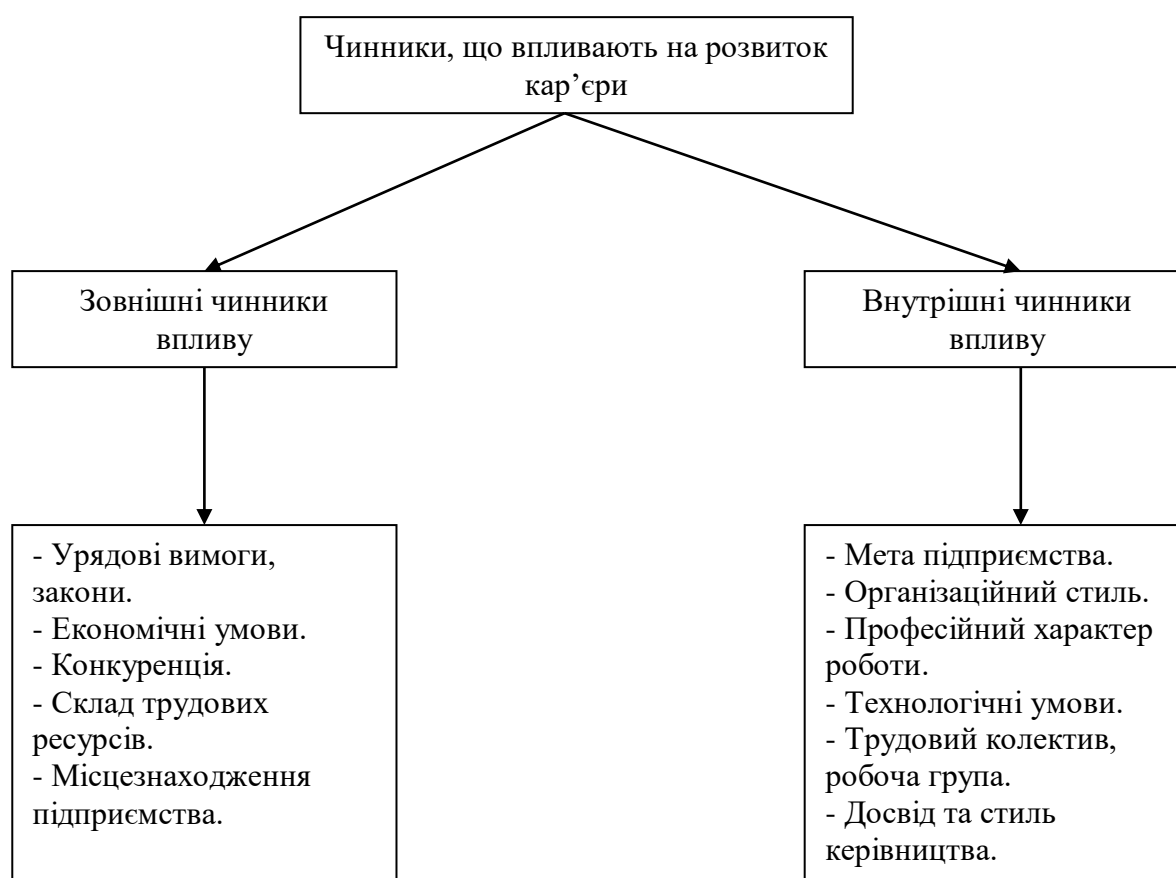 Чинники, що впливають на розвиток
кар’єри
Зовнішні чинники
впливу
Внутрішні чинники
впливу
- Урядові вимоги,
закони.
- Економічні умови.
- Конкуренція.
- Склад трудових
ресурсів.
- Місцезнаходження
підприємства.
- Мета підприємства.
- Організаційний стиль.
- Професійний характер
роботи.
- Технологічні умови.
- Трудовий колектив,
робоча група.
- Досвід та стиль
керівництва.